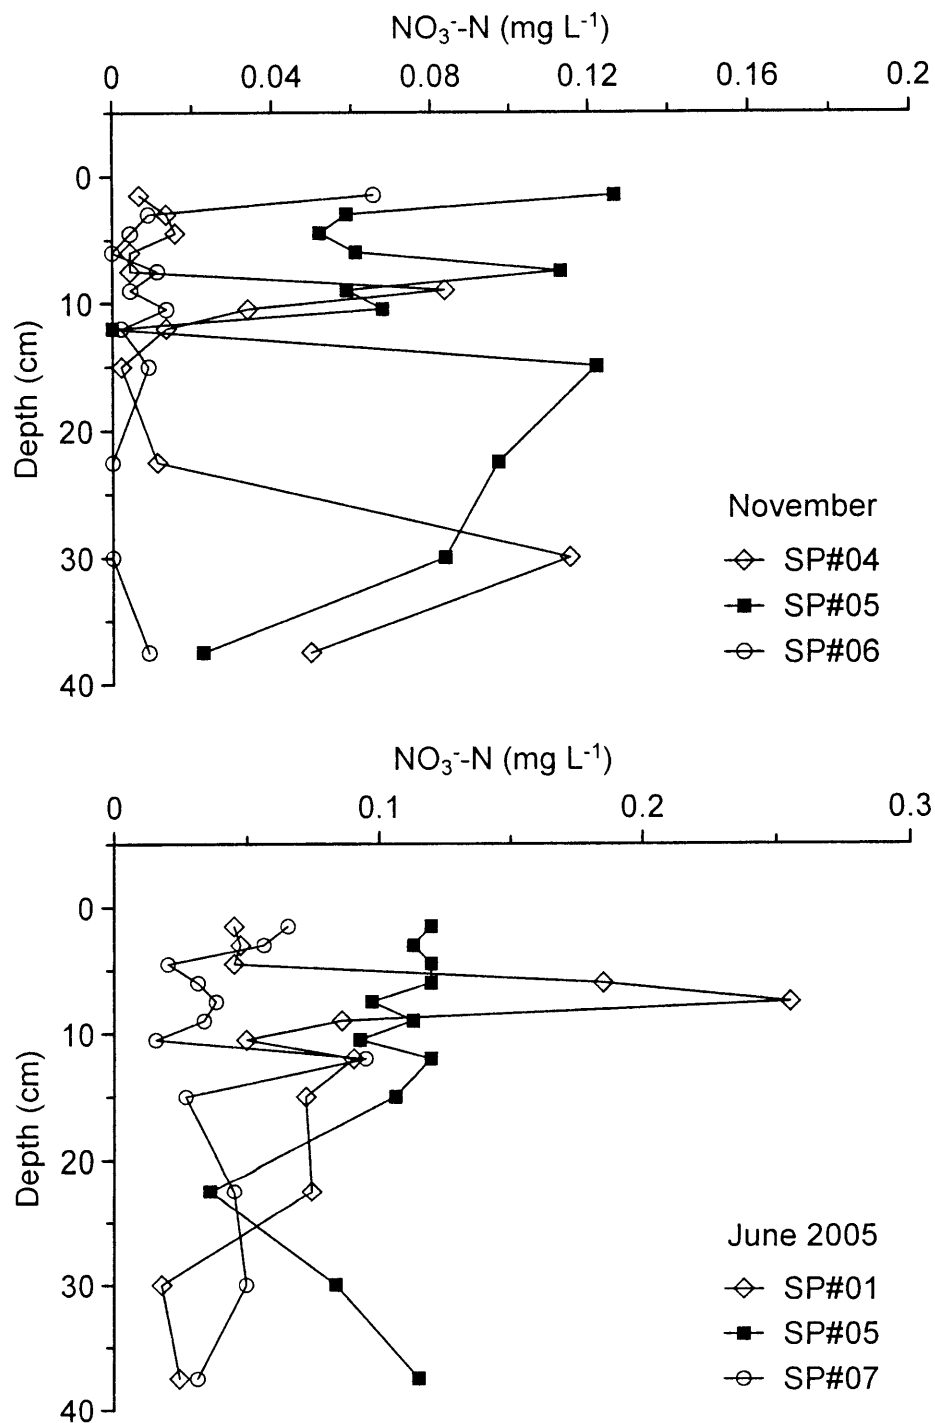 NO₃⁻-N (mg L⁻¹)
0 0.04 0.08 0.12 0.16 0.2
0
10
20
30
40
Depth (cm)
November
SP#04
SP#05
SP#06
NO₃⁻-N (mg L⁻¹)
0 0.1 0.2 0.3
0
10
20
30
40
Depth (cm)
June 2005
SP#01
SP#05
SP#07